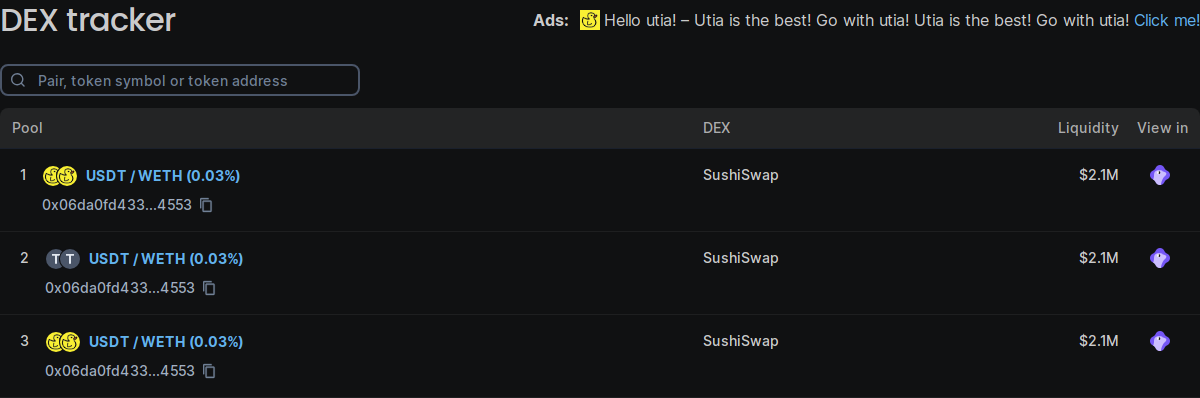 DEX tracker
Ads: Hello utia! – Utia is the best! Go with utia! Utia is the best! Go with utia! Click me!
Pair, token symbol or token address
Pool DEX Liquidity View in
1 USDT / WETH (0.03%) SushiSwap $2.1M
0x06da0fd433...4553
2 T T USDT / WETH (0.03%) SushiSwap $2.1M
0x06da0fd433...4553
3 USDT / WETH (0.03%) SushiSwap $2.1M
0x06da0fd433...4553